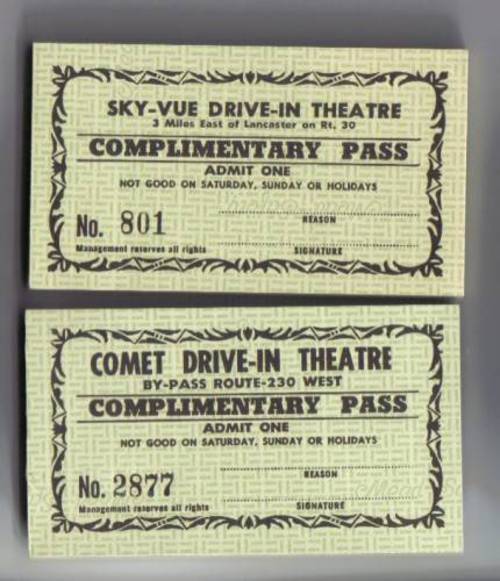 SKY-VUE DRIVE-IN THEATRE
3 Miles East of Lancaster on Rt. 30
COMPLIMENTARY PASS
ADMIT ONE
NOT GOOD ON SATURDAY, SUNDAY OR HOLIDAYS
No. 801
REASON
Management reserves all rights
SIGNATURE
COMET DRIVE-IN THEATRE
BY-PASS ROUTE-230 WEST
COMPLIMENTARY PASS
ADMIT ONE
NOT GOOD ON SATURDAY, SUNDAY OR HOLIDAYS
No. 2877
REASON
Management reserves all rights
SIGNATURE